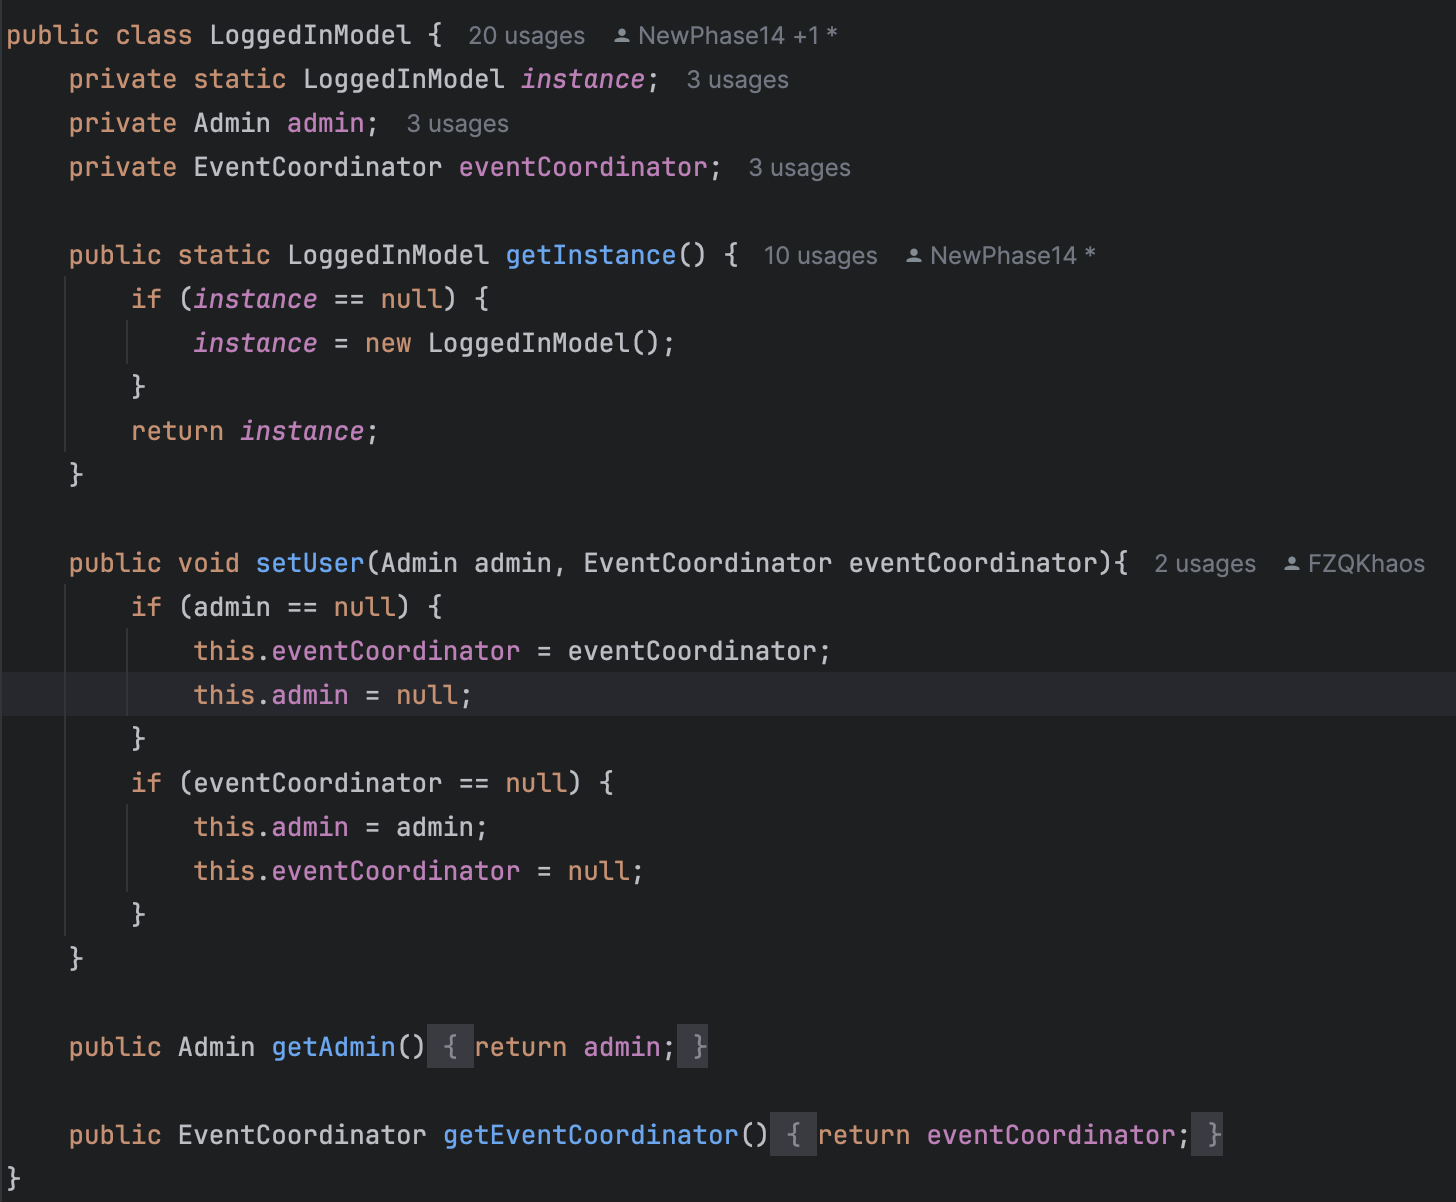 public class LoggedInModel {  20 usages  NewPhase14 +1 *
    private static LoggedInModel instance;  3 usages
    private Admin admin;  3 usages
    private EventCoordinator eventCoordinator;  3 usages

    public static LoggedInModel getInstance() {  10 usages  NewPhase14 *
        if (instance == null) {
            instance = new LoggedInModel();
        }
        return instance;
    }

    public void setUser(Admin admin, EventCoordinator eventCoordinator){  2 usages  FZQKhaos
        if (admin == null) {
            this.eventCoordinator = eventCoordinator;
            this.admin = null;
        }
        if (eventCoordinator == null) {
            this.admin = admin;
            this.eventCoordinator = null;
        }
    }

    public Admin getAdmin() { return admin; }

    public EventCoordinator getEventCoordinator() { return eventCoordinator; }
}